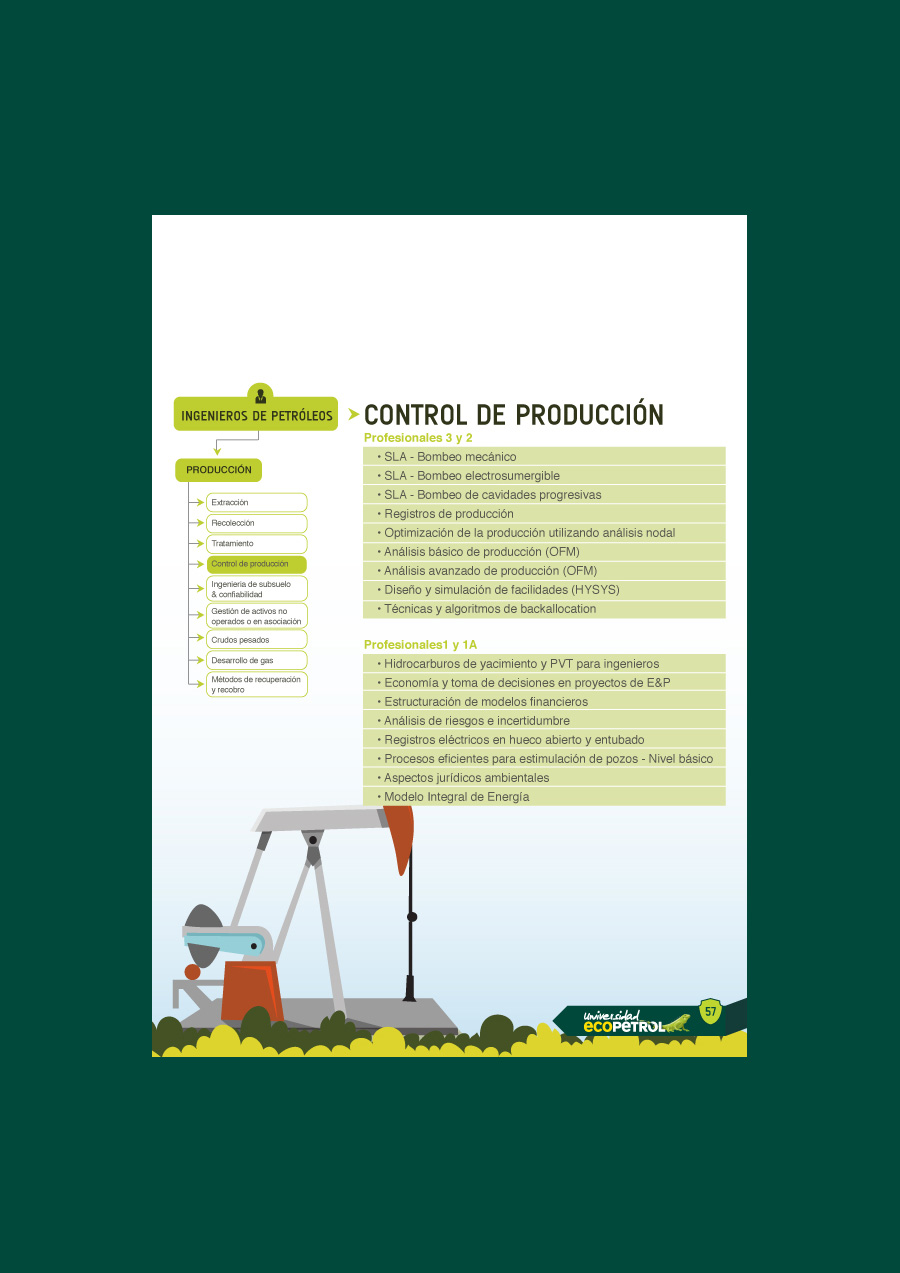 INGENIEROS DE PETRÓLEOS
PRODUCCIÓN
Extracción
Recolección
Tratamiento
Control de producción
Ingeniería de subsuelo
& confiabilidad
Gestión de activos no
operados o en asociación
Crudos pesados
Desarrollo de gas
Métodos de recuperación
y recobro
CONTROL DE PRODUCCIÓN
Profesionales 3 y 2
• SLA - Bombeo mecánico
• SLA - Bombeo electrosumergible
• SLA - Bombeo de cavidades progresivas
• Registros de producción
• Optimización de la producción utilizando análisis nodal
• Análisis básico de producción (OFM)
• Análisis avanzado de producción (OFM)
• Diseño y simulación de facilidades (HYSYS)
• Técnicas y algoritmos de backallocation
Profesionales1 y 1A
• Hidrocarburos de yacimiento y PVT para ingenieros
• Economía y toma de decisiones en proyectos de E&P
• Estructuración de modelos financieros
• Análisis de riesgos e incertidumbre
• Registros eléctricos en hueco abierto y entubado
• Procesos eficientes para estimulación de pozos - Nivel básico
• Aspectos jurídicos ambientales
• Modelo Integral de Energía
universidad
ecopetrol
57